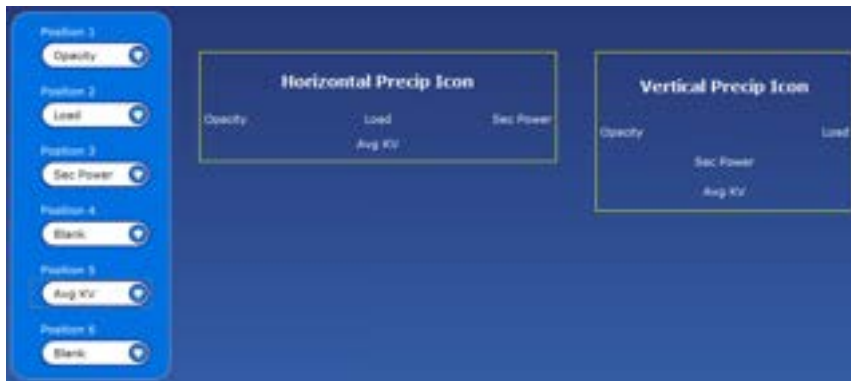 Position 1
Opacity
Position 2
Load
Position 3
Sec Power
Position 4
Blank
Position 5
Avg KV
Position 6
Blank
Horizontal Precip Icon
Opacity Load Sec Power
Avg KV
Vertical Precip Icon
Opacity Load
Sec Power
Avg KV